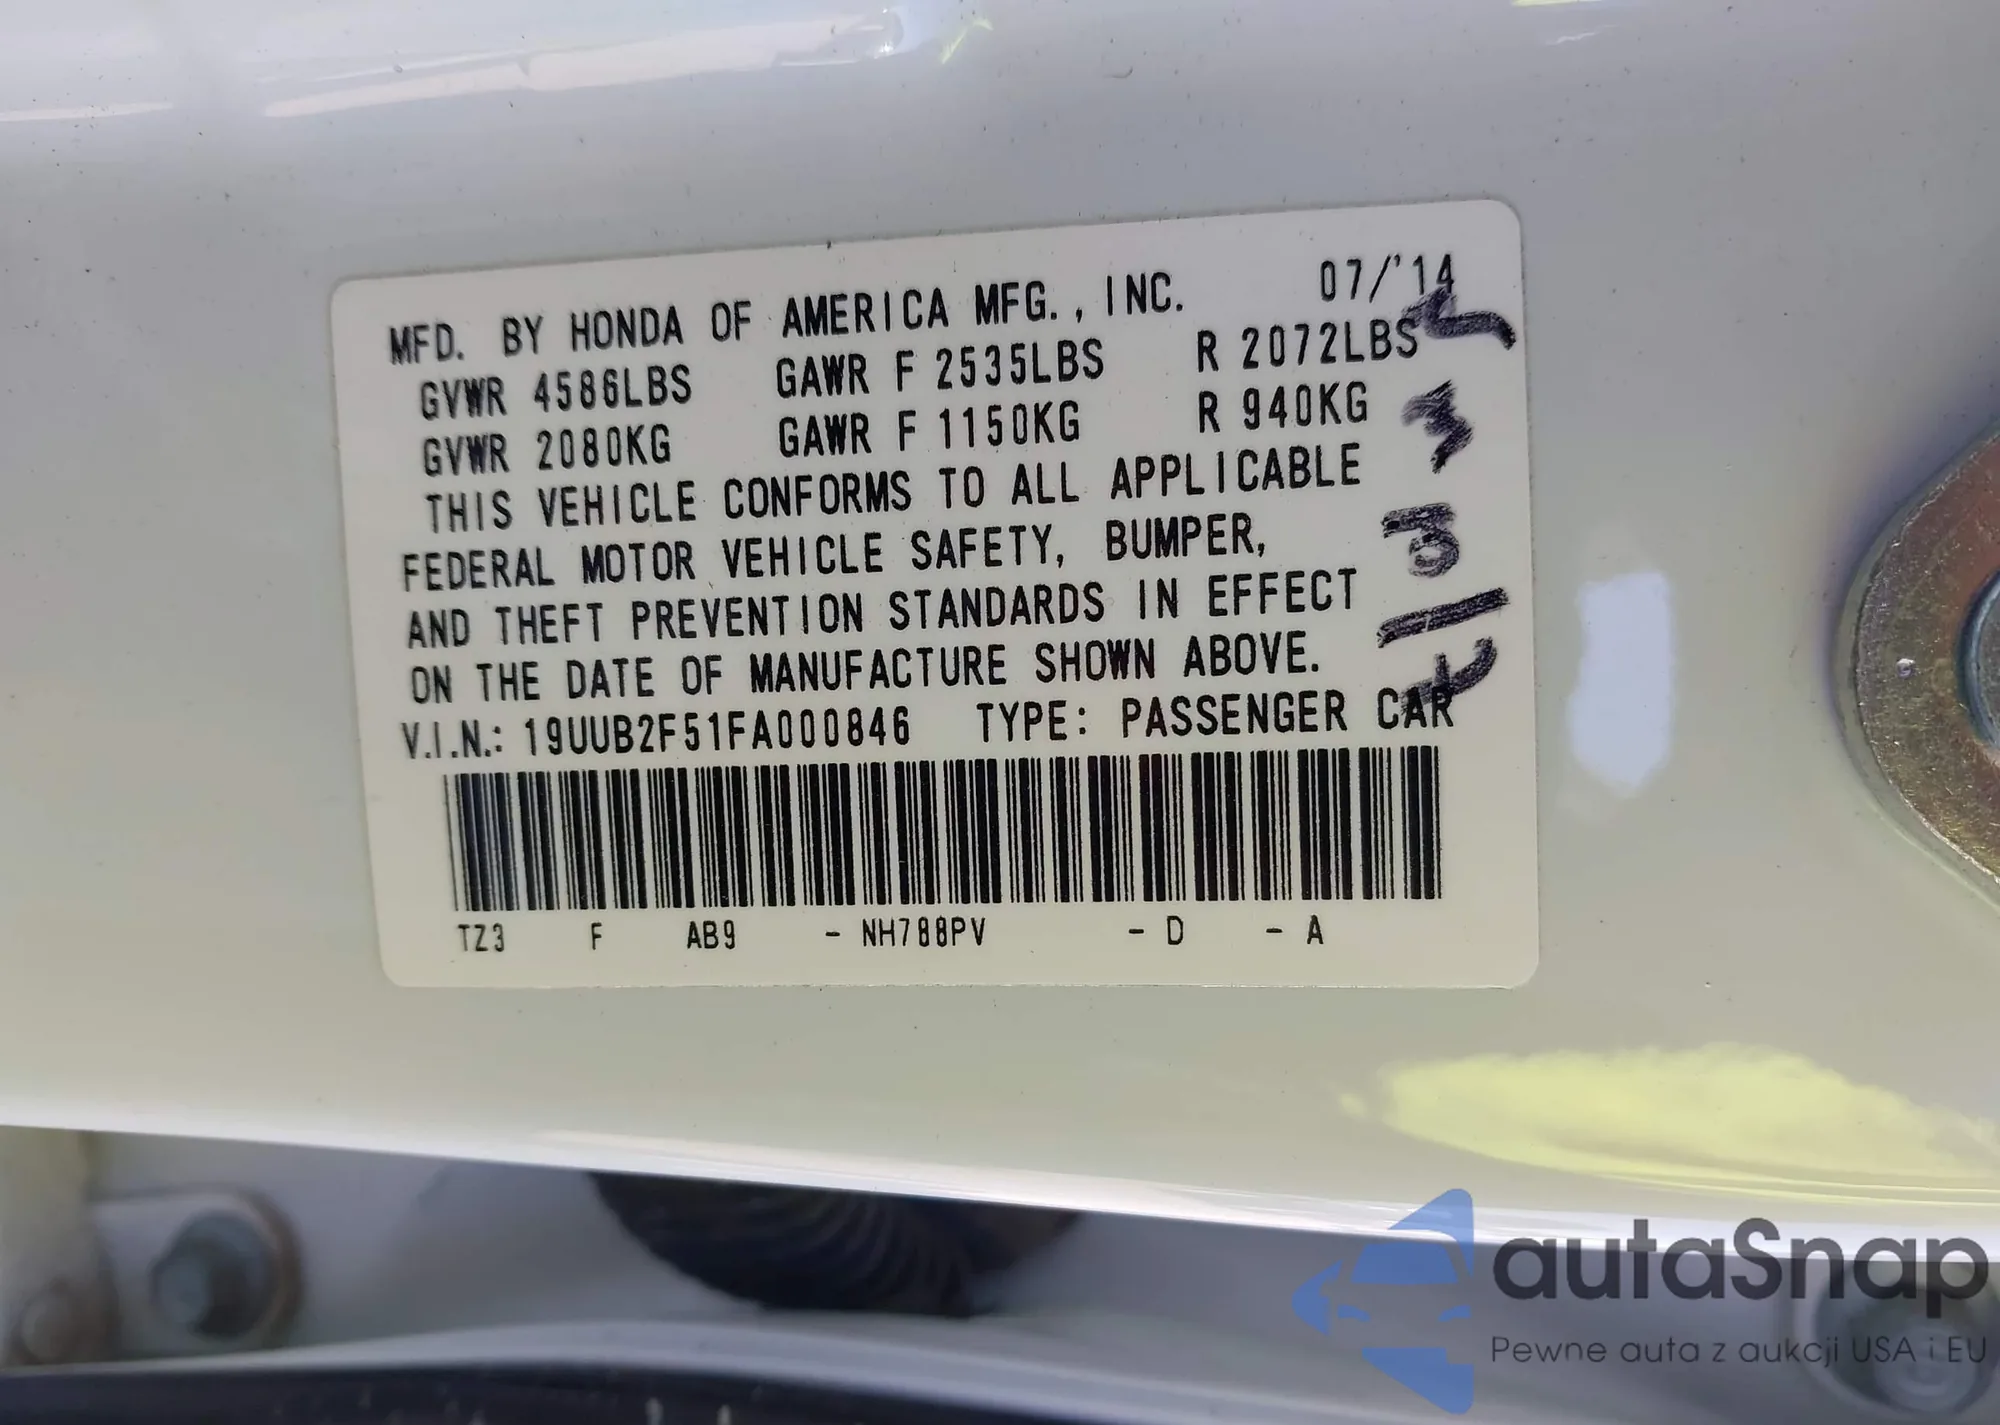 MFD. BY HONDA OF AMERICA MFG., INC. 07/'14
GVWR 4586LBS GAWR F 2535LBS R 2072LBS
GVWR 2080KG GAWR F 1150KG R 940KG
THIS VEHICLE CONFORMS TO ALL APPLICABLE
FEDERAL MOTOR VEHICLE SAFETY, BUMPER,
AND THEFT PREVENTION STANDARDS IN EFFECT
ON THE DATE OF MANUFACTURE SHOWN ABOVE.
V.I.N.: 19UUB2F51FA000846 TYPE: PASSENGER CAR
TZ3 F AB9 - NH788PV - D - A
autaSnap
Pewne auta z aukcji USA i EU